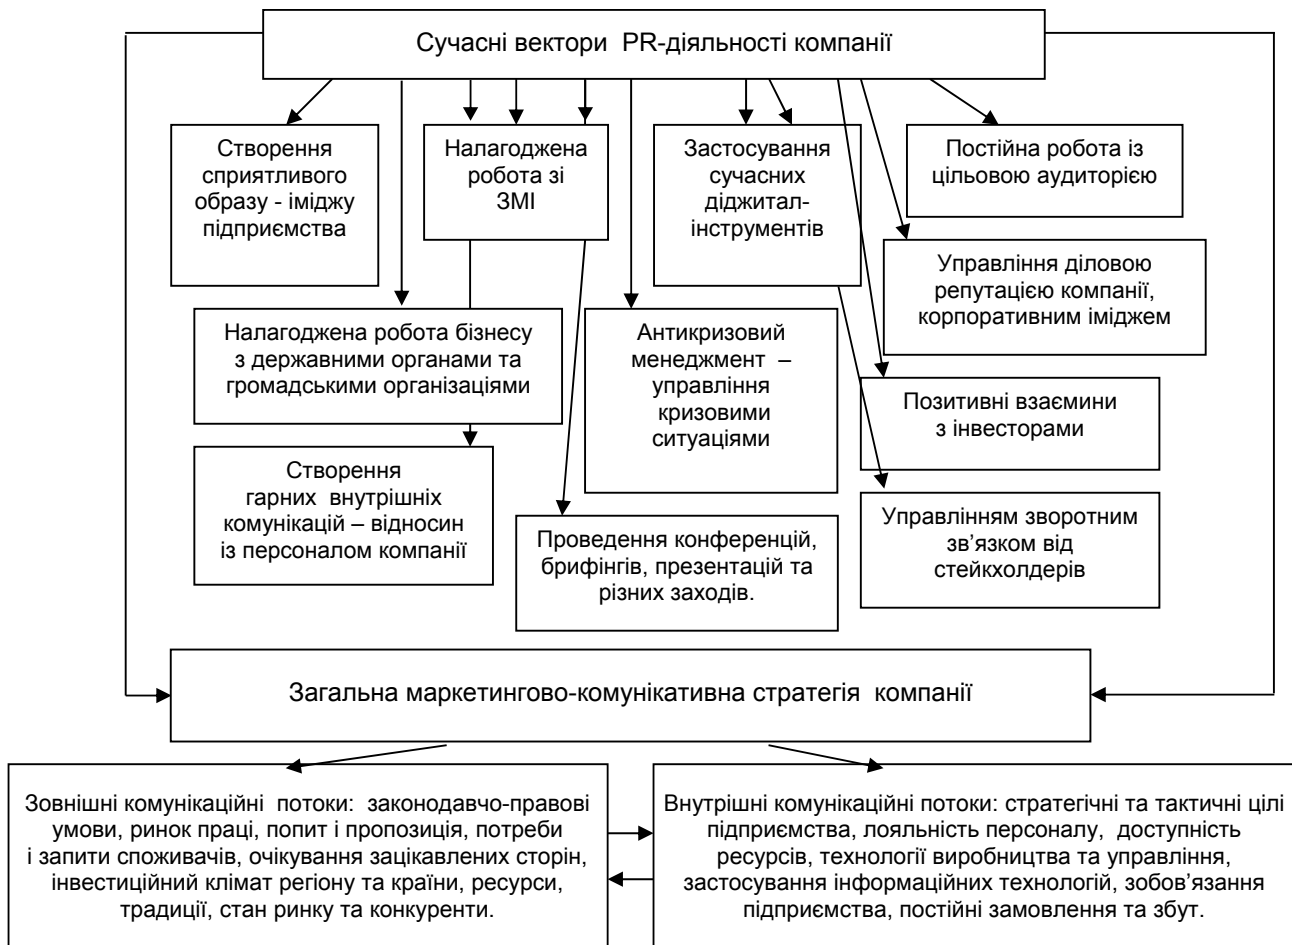 Сучасні вектори PR-діяльності компанії
Створення
сприятливого
образу - іміджу
підприємства
Налагоджена
робота зі
ЗМІ
Застосування
сучасних
діджитал-
інструментів
Постійна робота із
цільовою аудиторією
Управління діловою
репутацією компанії,
корпоративним іміджем
Налагоджена робота бізнесу
з державними органами та
громадськими організаціями
Антикризовий
менеджмент –
управління
кризовими
ситуаціями
Позитивні взаємини
з інвесторами
Створення
гарних внутрішніх
комунікацій – відносин
із персоналом компанії
Проведення конференцій,
брифінгів, презентацій та
різних заходів.
Управлінням зворотним
зв’язком від
стейкхолдерів
Загальна маркетингово-комунікативна стратегія компанії
Зовнішні комунікаційні потоки: законодавчо-правові
умови, ринок праці, попит і пропозиція, потреби
і запити споживачів, очікування зацікавлених сторін,
інвестиційний клімат регіону та країни, ресурси,
традиції, стан ринку та конкуренти.
Внутрішні комунікаційні потоки: стратегічні та тактичні цілі
підприємства, лояльність персоналу, доступність
ресурсів, технології виробництва та управління,
застосування інформаційних технологій, зобов’язання
підприємства, постійні замовлення та збут.